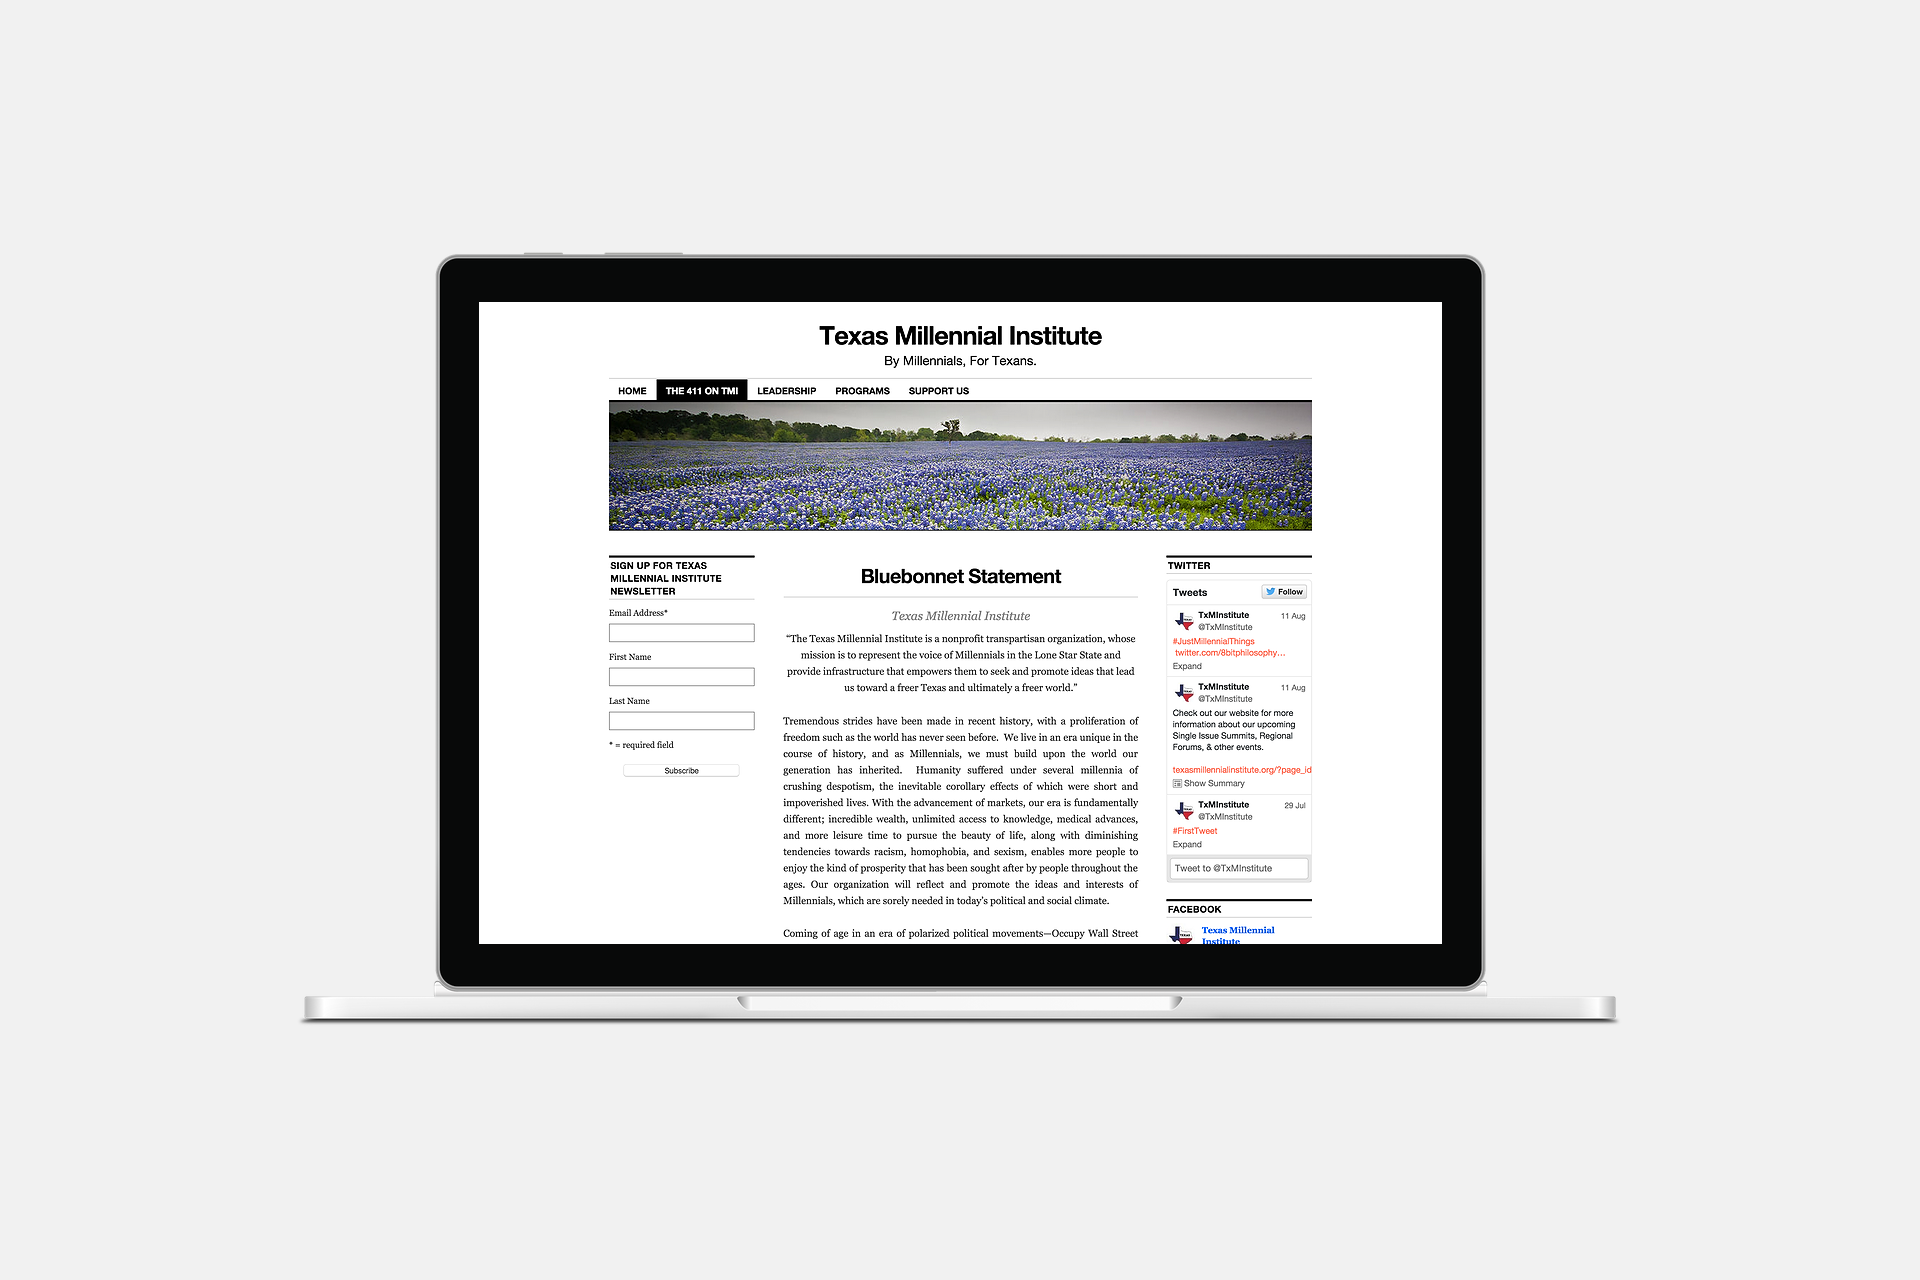 Texas Millennial Institute
By Millennials, For Texans.
HOME THE 411 ON TMI LEADERSHIP PROGRAMS SUPPORT US
SIGN UP FOR TEXAS
MILLENNIAL INSTITUTE
NEWSLETTER
Email Address*
First Name
Last Name
* = required field
Subscribe
Bluebonnet Statement
Texas Millennial Institute
“The Texas Millennial Institute is a nonprofit transpartisan organization, whose
mission is to represent the voice of Millennials in the Lone Star State and
provide infrastructure that empowers them to seek and promote ideas that lead
us toward a freer Texas and ultimately a freer world.”
Tremendous strides have been made in recent history, with a proliferation of
freedom such as the world has never seen before. We live in an era unique in the
course of history, and as Millennials, we must build upon the world our
generation has inherited. Humanity suffered under several millennia of
crushing despotism, the inevitable corollary effects of which were short and
impoverished lives. With the advancement of markets, our era is fundamentally
different; incredible wealth, unlimited access to knowledge, medical advances,
and more leisure time to pursue the beauty of life, along with diminishing
tendencies towards racism, homophobia, and sexism, enables more people to
enjoy the kind of prosperity that has been sought after by people throughout the
ages. Our organization will reflect and promote the ideas and interests of
Millennials, which are sorely needed in today’s political and social climate.
Coming of age in an era of polarized political movements—Occupy Wall Street
TWITTER
Tweets Follow
TxMInstitute 11 Aug
@TxMInstitute
#JustMillennialThings
twitter.com/8bitphilosophy…
Expand
TxMInstitute 11 Aug
@TxMInstitute
Check out our website for more
information about our upcoming
Single Issue Summits, Regional
Forums, & other events.
texasmillennialinstitute.org/?page_id
Show Summary
TxMInstitute 29 Jul
@TxMInstitute
#FirstTweet
Expand
Tweet to @TxMInstitute
FACEBOOK
Texas Millennial
Institute